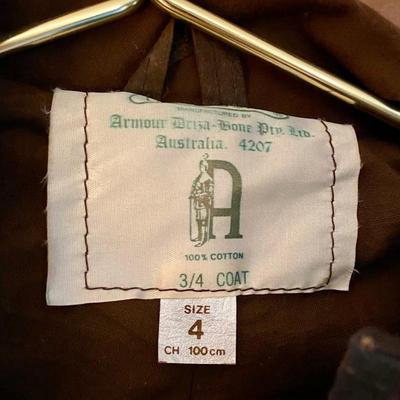 MANUFACTURED BY
Armour Driza-Bone Pty. Ltd.
Australia. 4207
A
100% COTTON
3/4 COAT
SIZE
4
CH 100cm